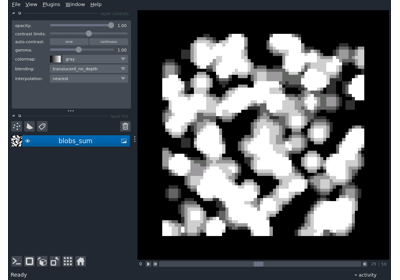 File View Plugins Window Help
opacity: 1.00
contrast limits:
auto-contrast: once continuous
gamma: 1.00
colormap: gray
blending: translucent_no_depth
interpolation: nearest
blobs_sum
Ready
activity